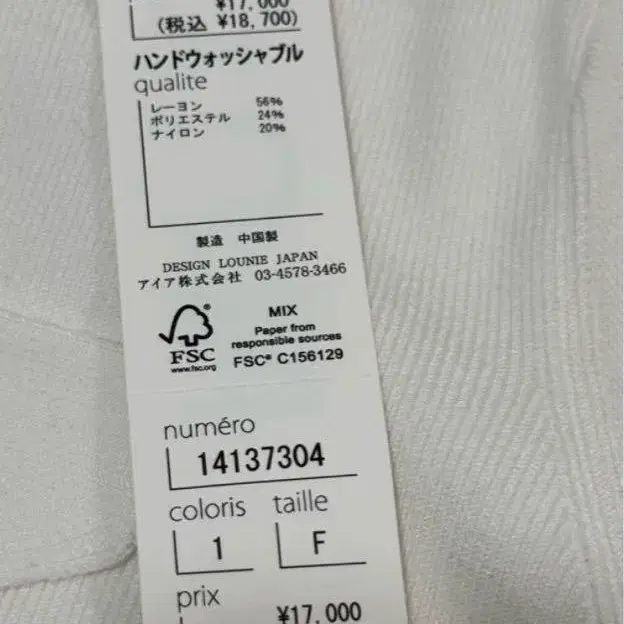 ¥17,000
(税込 ¥18,700)
ハンドウォッシャブル
qualite
レーヨン 56%
ポリエステル 24%
ナイロン 20%
製造 中国製
DESIGN LOUNIE JAPAN
アイア株式会社 03-4578-3466
MIX
Paper from
responsible sources
FSC® C156129
®
FSC
www.fsc.org
numéro
14137304
coloris taille
1 F
prix
¥17,000